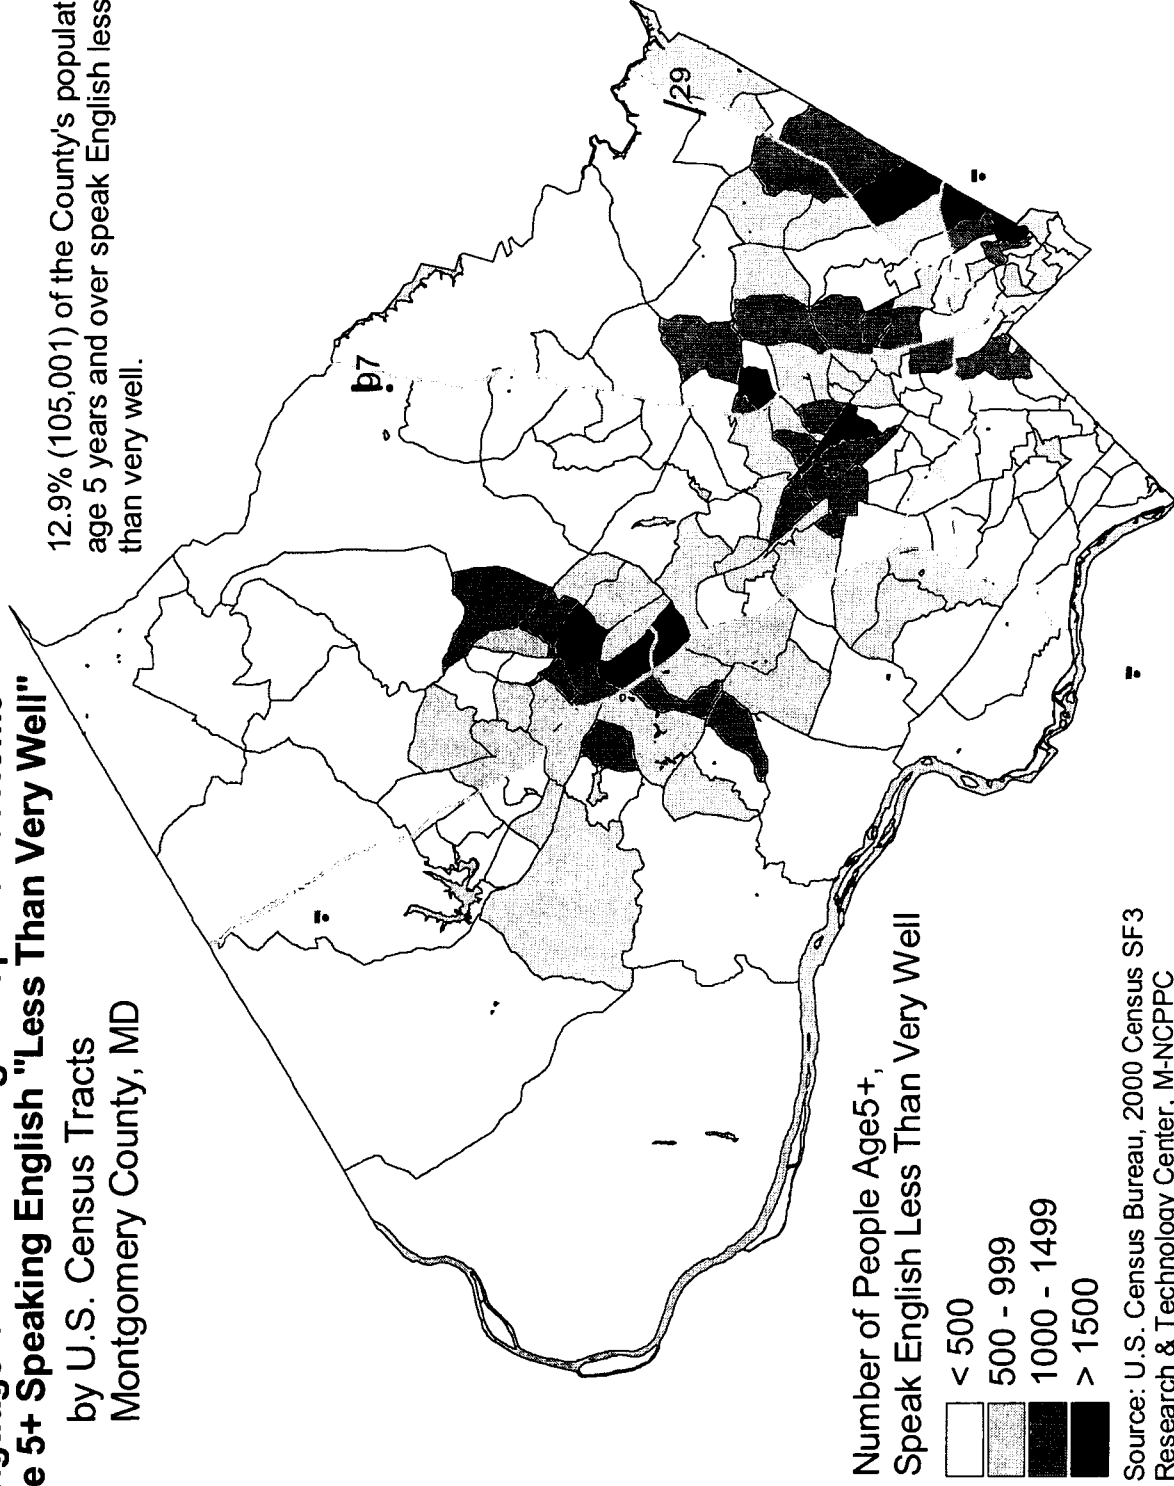 e 5+ Speaking English "Less Than Very Well"
by U.S. Census Tracts
Montgomery County, MD
12.9% (105,001) of the County's populat
age 5 years and over speak English less
than very well.
97
29
Number of People Age5+,
Speak English Less Than Very Well
< 500
500 - 999
1000 - 1499
> 1500
Source: U.S. Census Bureau, 2000 Census SF3
Research & Technology Center, M-NCPPC